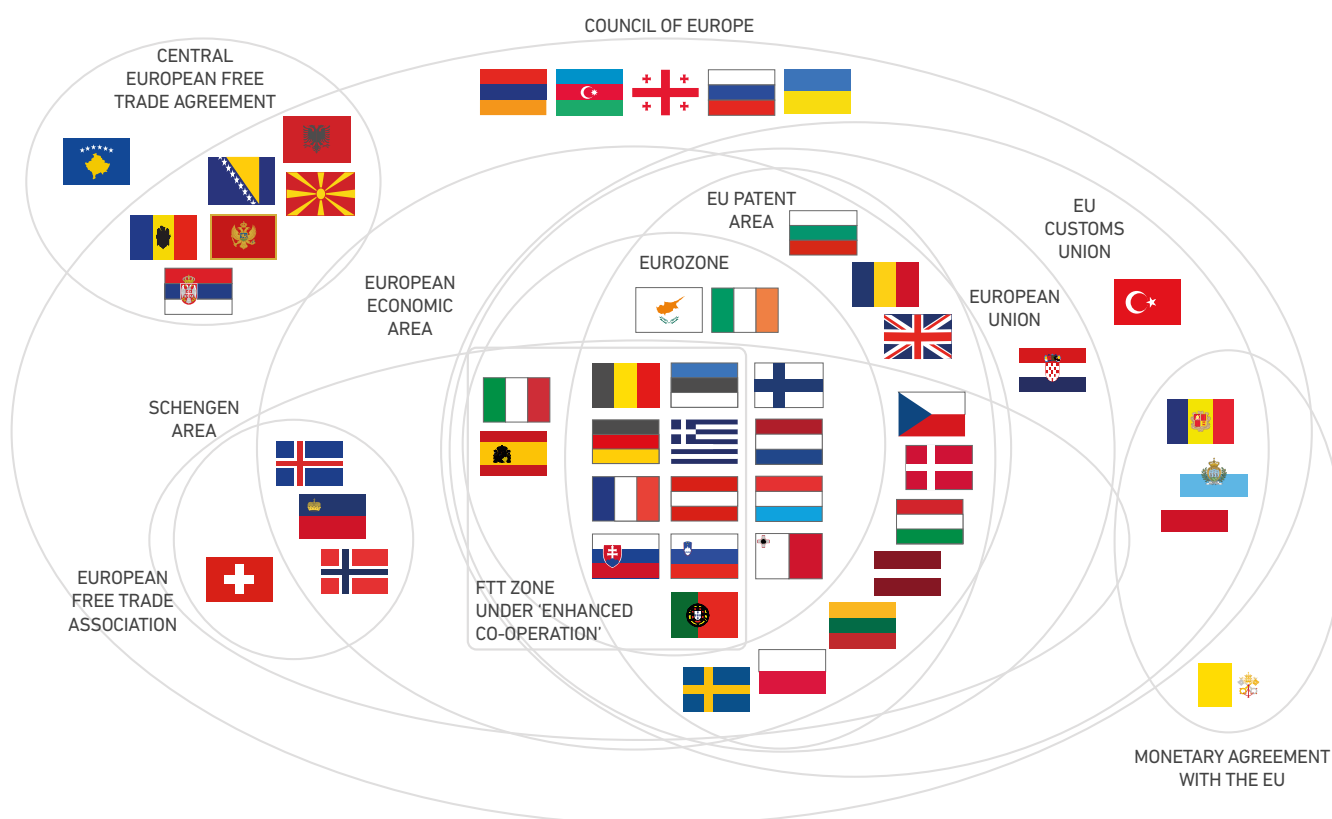 COUNCIL OF EUROPE
CENTRAL
EUROPEAN FREE
TRADE AGREEMENT
EU PATENT
AREA
EU
CUSTOMS
UNION
EUROZONE
EUROPEAN
ECONOMIC
AREA
EUROPEAN
UNION
SCHENGEN
AREA
EUROPEAN
FREE TRADE
ASSOCIATION
FTT ZONE
UNDER ‘ENHANCED
CO-OPERATION’
MONETARY AGREEMENT
WITH THE EU